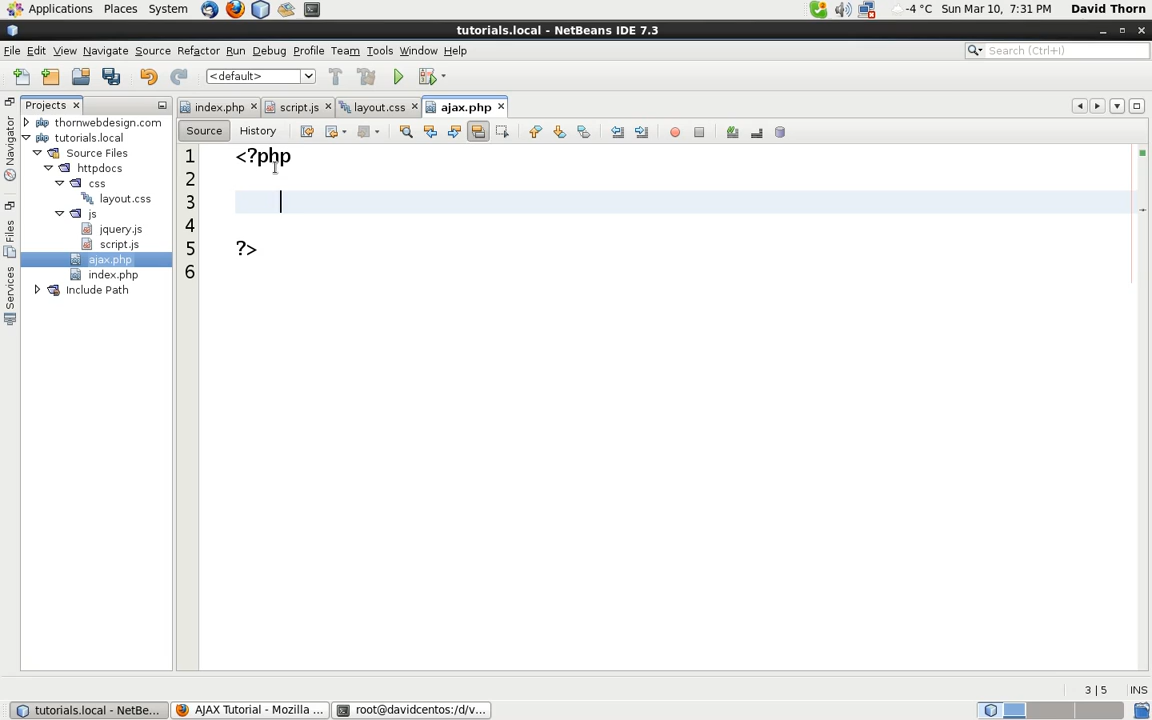 Applications Places System -4 °C Sun Mar 10, 7:31 PM David Thorn
tutorials.local - NetBeans IDE 7.3
File Edit View Navigate Source Refactor Run Debug Profile Team Tools Window Help Search (Ctrl+I)
<default>
Projects index.php script.js layout.css ajax.php
Navigator
Files
Services
thornwebdesign.com
tutorials.local
Source Files
httpdocs
css
layout.css
js
jquery.js
script.js
ajax.php
index.php
Include Path
Source History
1 <?php
2
3
4
5 ?>
6
3 | 5 INS
tutorials.local - NetBe... AJAX Tutorial - Mozilla ... root@davidcentos:/d/v...